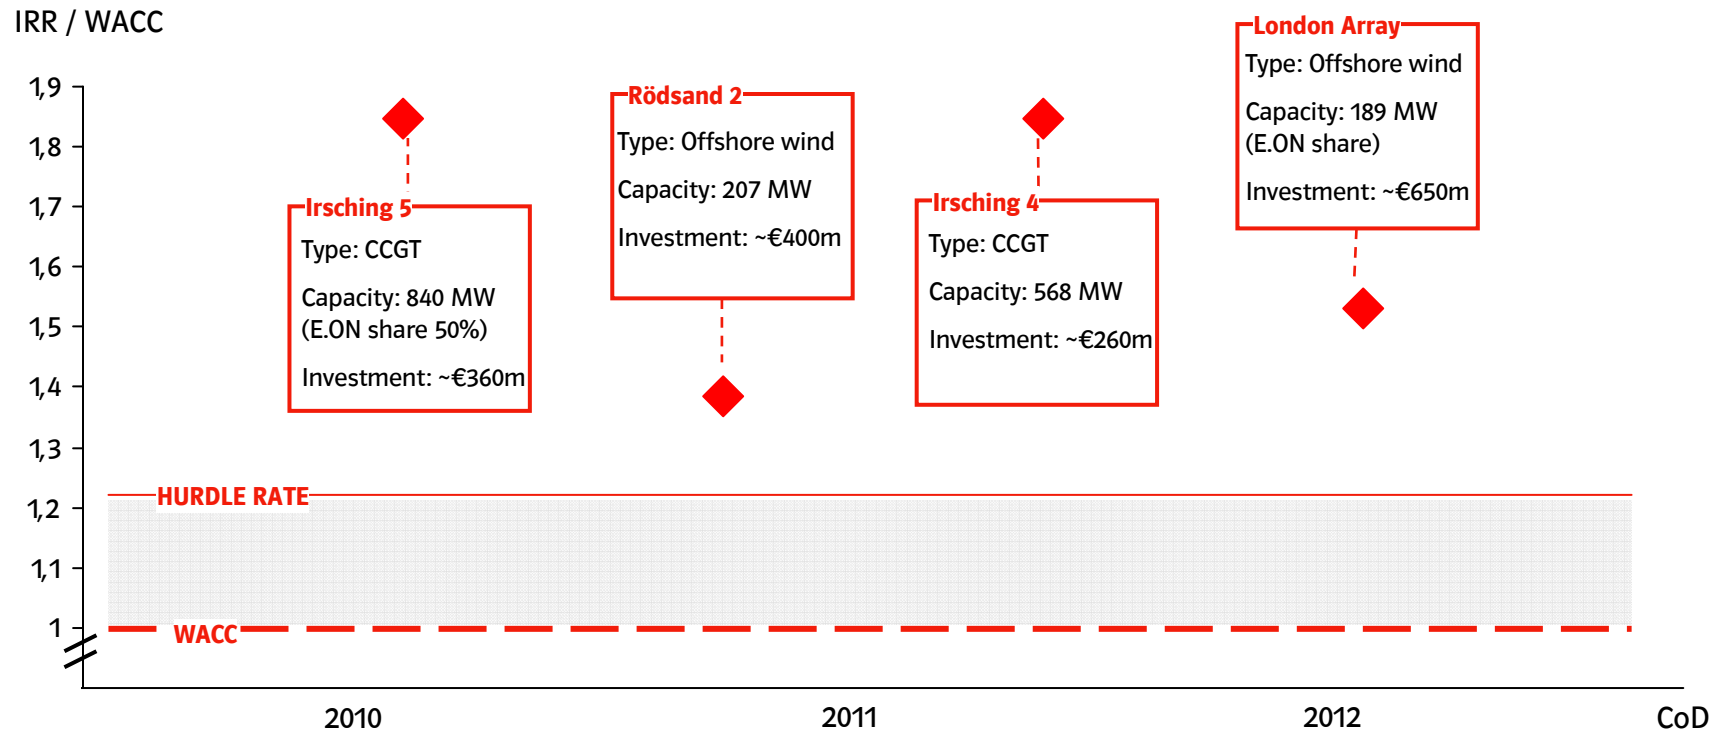 IRR / WACC
1,9
1,8
1,7
1,6
1,5
1,4
1,3
1,2
1,1
1
Irsching 5
Type: CCGT
Capacity: 840 MW
(E.ON share 50%)
Investment: ~€360m
Rödsand 2
Type: Offshore wind
Capacity: 207 MW
Investment: ~€400m
Irsching 4
Type: CCGT
Capacity: 568 MW
Investment: ~€260m
London Array
Type: Offshore wind
Capacity: 189 MW
(E.ON share)
Investment: ~€650m
HURDLE RATE
WACC
2010
2011
2012
CoD